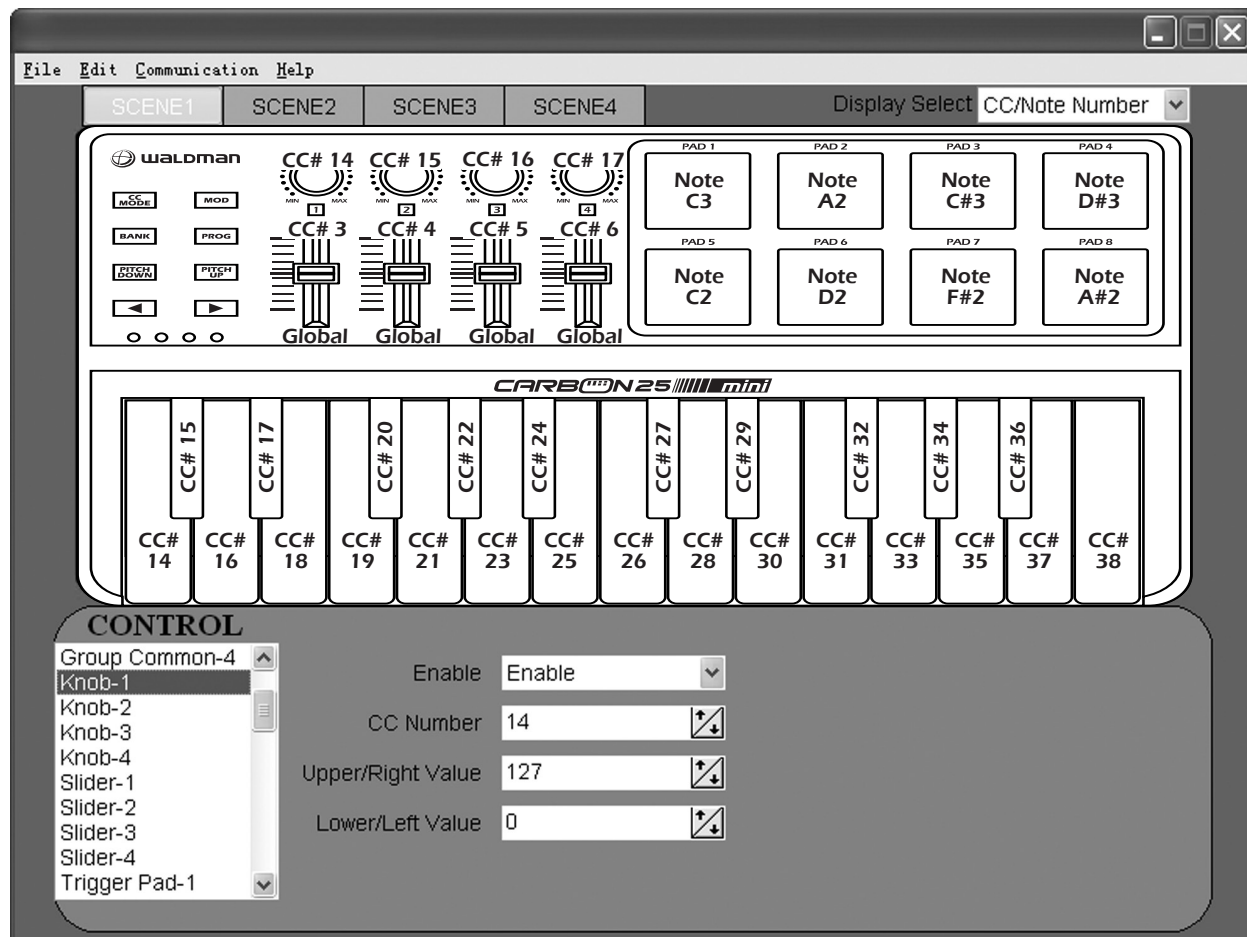 File Edit Communication Help
SCENE1 SCENE2 SCENE3 SCENE4 Display Select CC/Note Number
waldman
CC MODE MOD
BANK PROG
PITCH DOWN PITCH UP
CC# 14 CC# 15 CC# 16 CC# 17
MIN MAX MIN MAX MIN MAX MIN MAX
1 2 3 4
CC# 3 CC# 4 CC# 5 CC# 6
Global Global Global Global
PAD 1 PAD 2 PAD 3 PAD 4
Note C3 Note A2 Note C#3 Note D#3
PAD 5 PAD 6 PAD 7 PAD 8
Note C2 Note D2 Note F#2 Note A#2
CARBON25 mini
CC# 15 CC# 17 CC# 20 CC# 22 CC# 24 CC# 27 CC# 29 CC# 32 CC# 34 CC# 36
CC# CC# CC# CC# CC# CC# CC# CC# CC# CC# CC# CC# CC# CC# CC#
14 16 18 19 21 23 25 26 28 30 31 33 35 37 38
CONTROL
Group Common-4
Knob-1
Knob-2
Knob-3
Knob-4
Slider-1
Slider-2
Slider-3
Slider-4
Trigger Pad-1
Enable Enable
CC Number 14
Upper/Right Value 127
Lower/Left Value 0